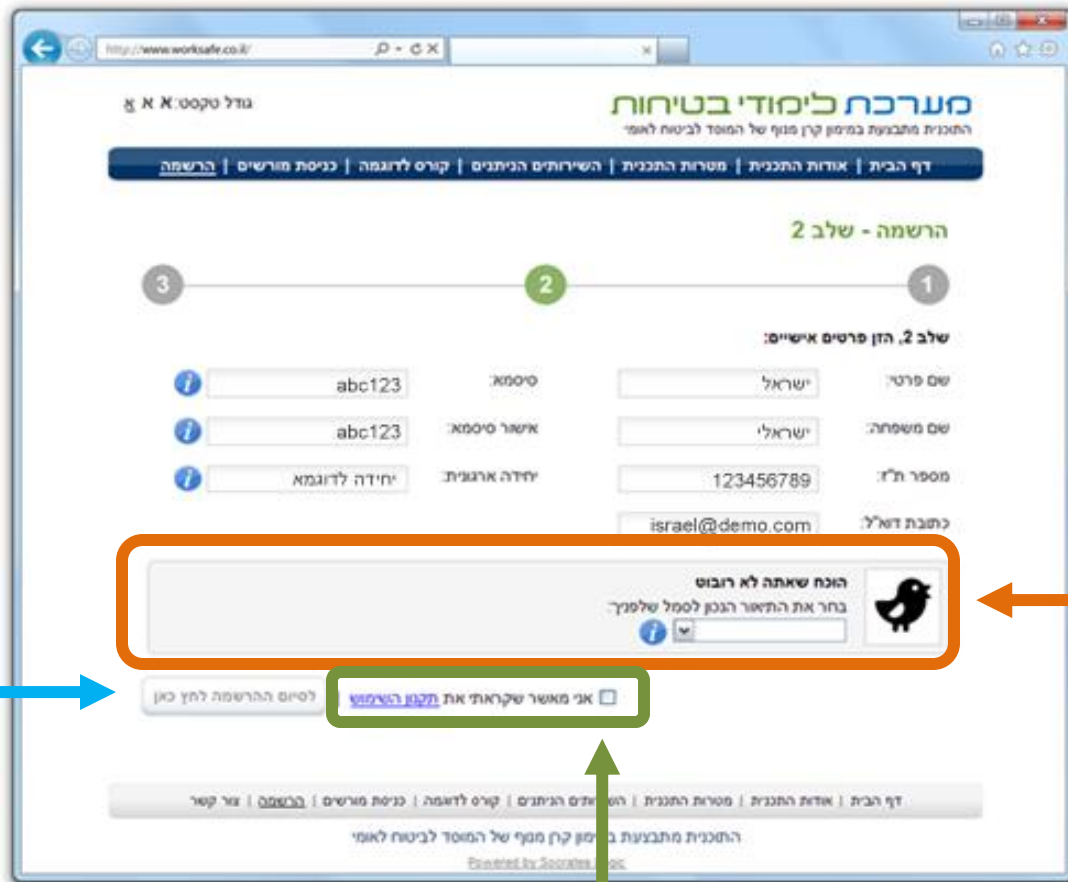 http://www.worksafe.co.il/
מערכת לימודי בטיחות
גודל טקסט: א א א
התוכנית מתבצעת במימון קרן מנוף של המוסד לביטוח לאומי
דף הבית | אודות התכנית | מטרות התכנית | השירותים הניתנים | קורס לדוגמה | כניסת מורשים | הרשמה
הרשמה - שלב 2
1 2 3
שלב 2, הזן פרטים אישיים:
שם פרטי: ישראל סיסמא: abc123
שם משפחה: ישראלי אישור סיסמא: abc123
מספר ת"ז: 123456789 יחידה ארגונית: יחידה לדוגמא
כתובת דוא"ל: israel@demo.com
הוכח שאתה לא רובוט
בחר את התיאור הנכון לסמל שלפניך:
אני מאשר שקראתי את תקנון השימוש | לסיום ההרשמה לחץ כאן
דף הבית | אודות התכנית | מטרות התכנית | הניתנים | קורס לדוגמה | כניסת מורשים | הרשמה | צור קשר
התוכנית מתבצעת קרן מנוף של המוסד לביטוח לאומי
Powered by Socrates